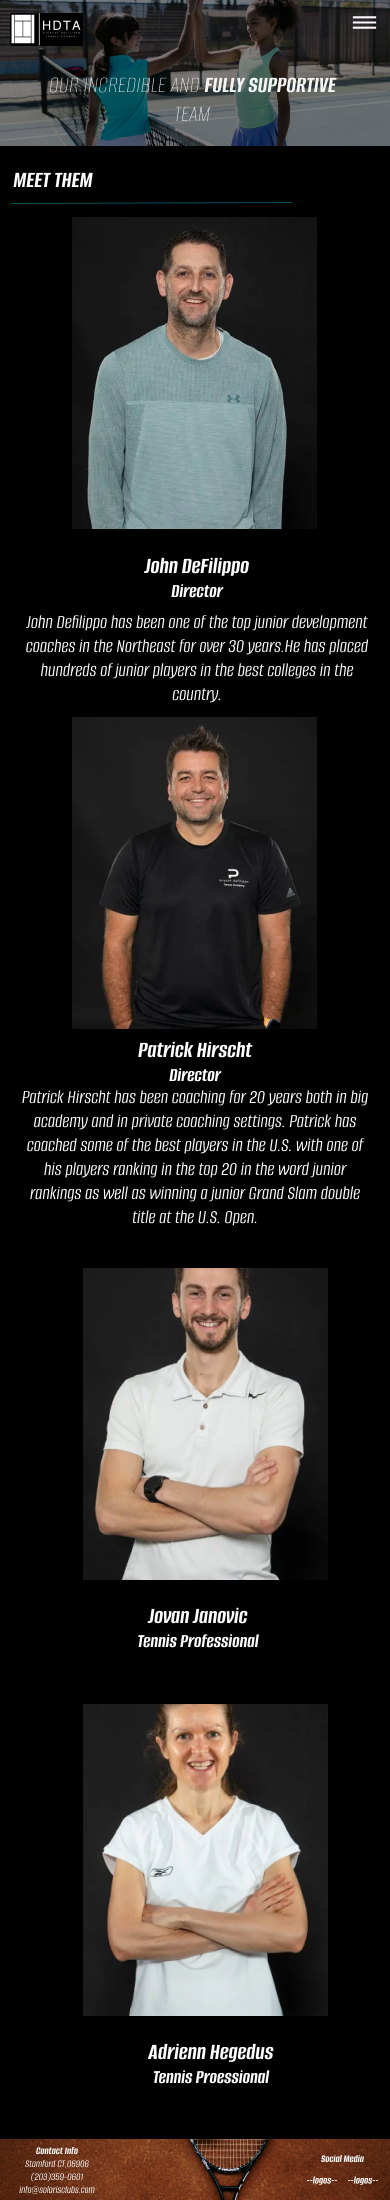 HDTA
OUR INCREDIBLE AND FULLY SUPPORTIVE
TEAM
MEET THEM
John DeFilippo
Director
John Defilippo has been one of the top junior development
coaches in the Northeast for over 30 years.He has placed
hundreds of junior players in the best colleges in the
country.
Patrick Hirscht
Director
Patrick Hirscht has been coaching for 20 years both in big
academy and in private coaching settings. Patrick has
coached some of the best players in the U.S. with one of
his players ranking in the top 20 in the word junior
rankings as well as winning a junior Grand Slam double
title at the U.S. Open.
Jovan Janovic
Tennis Professional
Adrienn Hegedus
Tennis Proessional
Contact Info
Stamford CT,06906
(203)359-0601
info@solarisclubs.com
Social Media
--logos-- --logos--